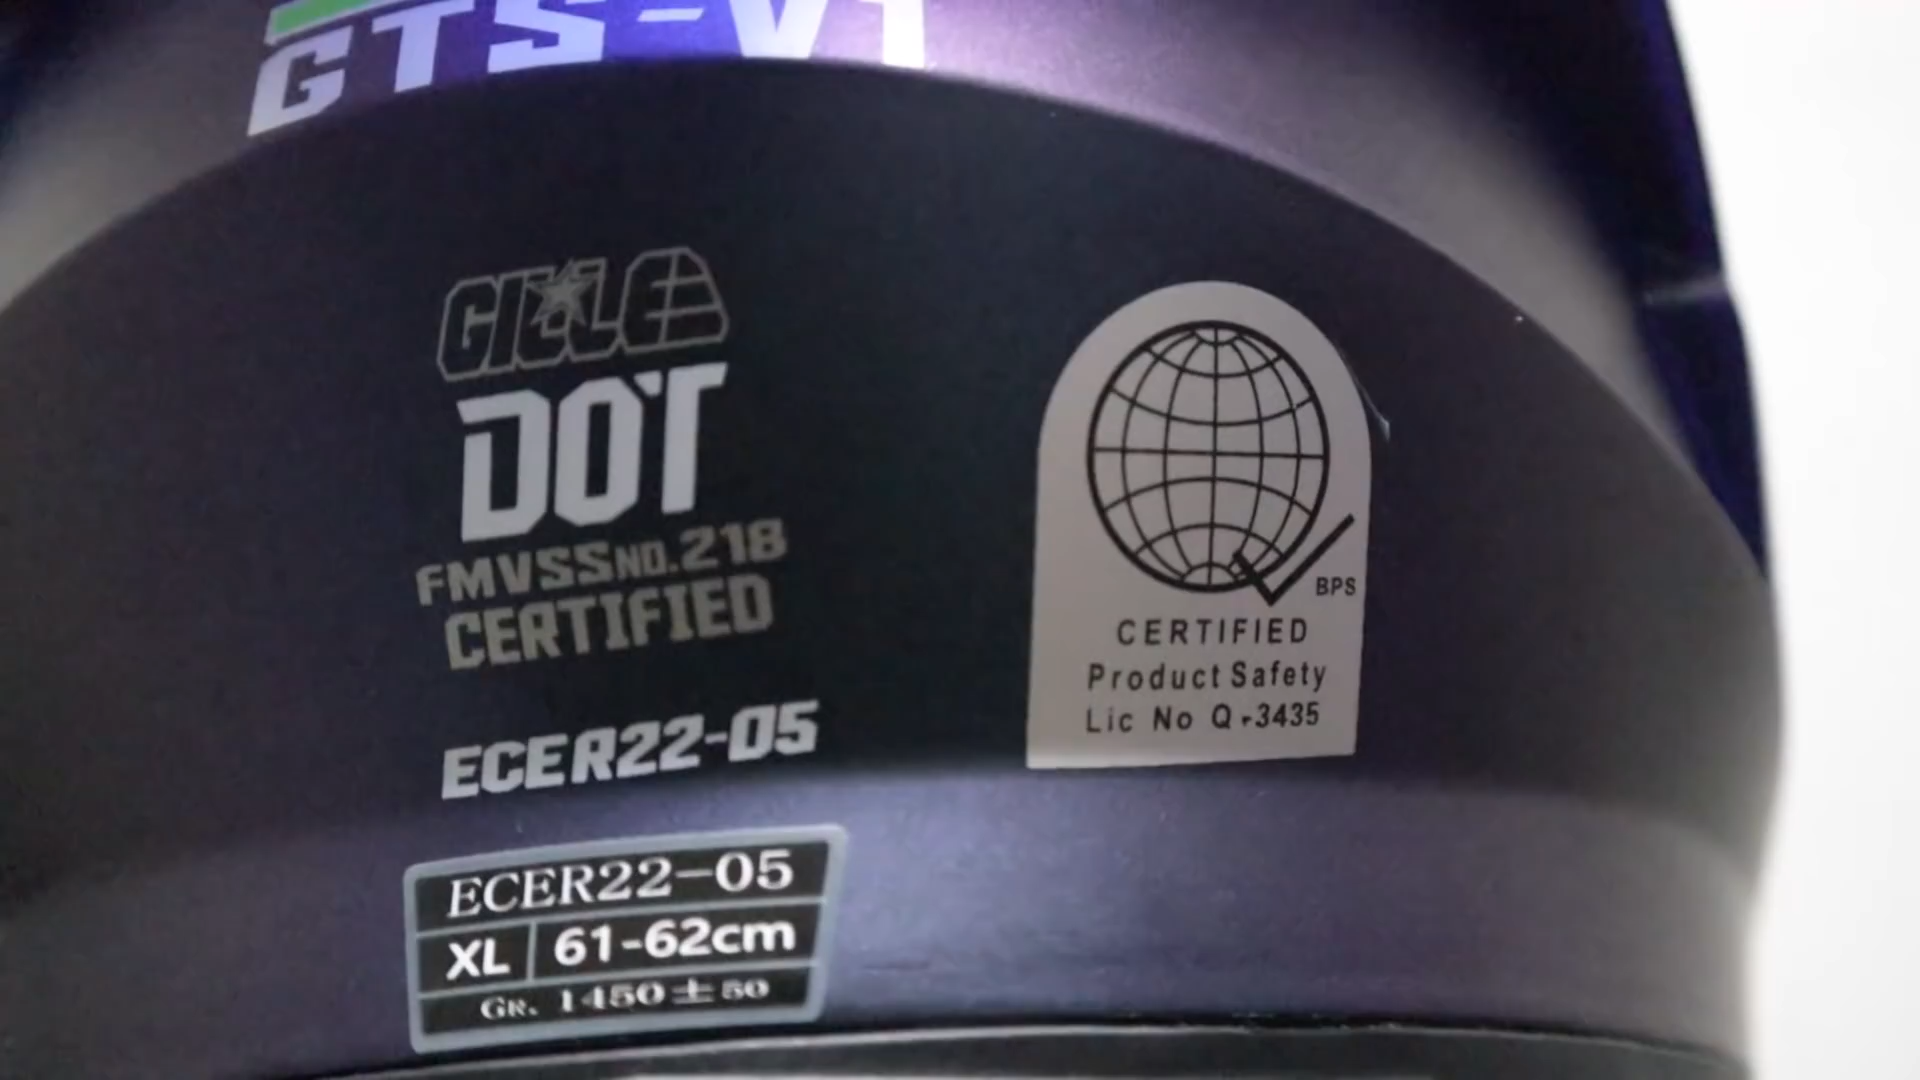 GTS-V1
GILLE
DOT
FMVSS NO.218
CERTIFIED
ECER22-05
ECER22-05
XL 61-62cm
GR. 1450±50
BPS
CERTIFIED
Product Safety
Lic No Q-3435